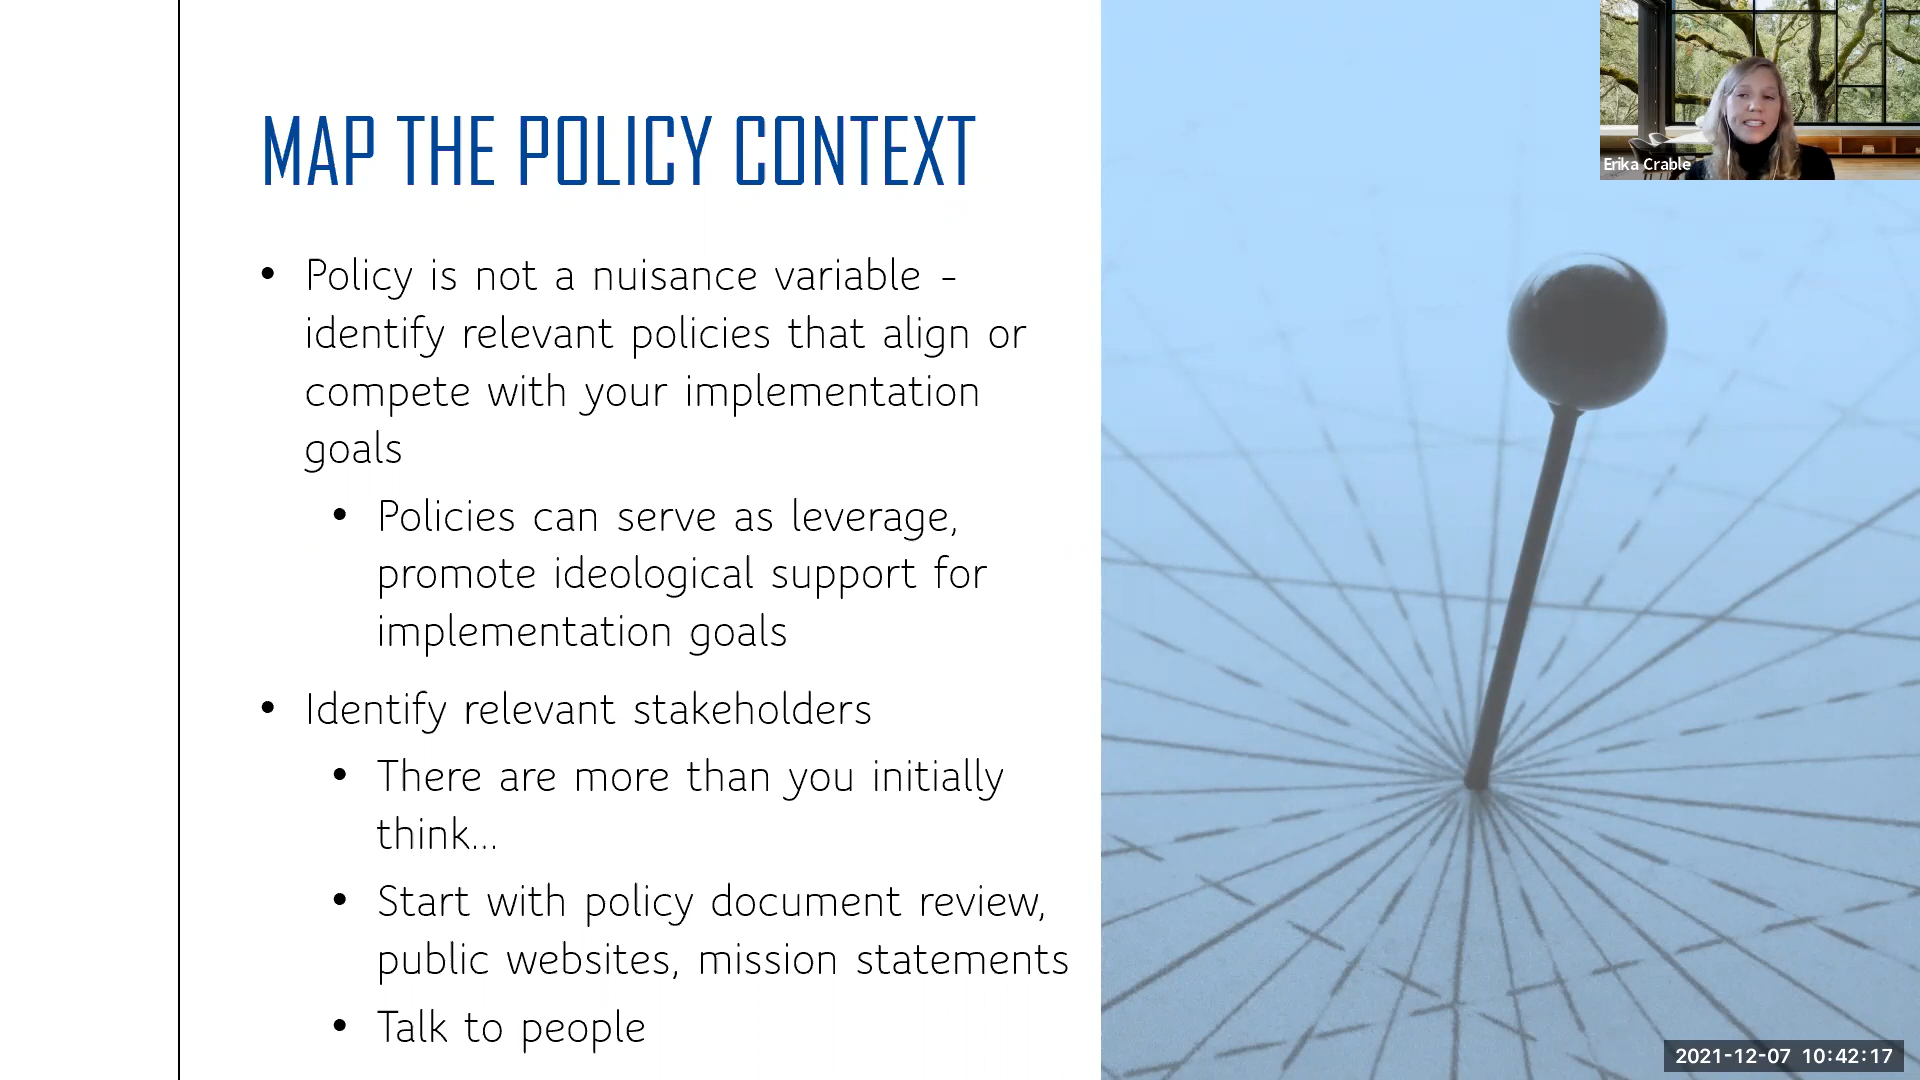 MAP THE POLICY CONTEXT
• Policy is not a nuisance variable -
identify relevant policies that align or
compete with your implementation
goals
• Policies can serve as leverage,
promote ideological support for
implementation goals
• Identify relevant stakeholders
• There are more than you initially
think...
• Start with policy document review,
public websites, mission statements
• Talk to people
Erika Crable
2021-12-07 10:42:17